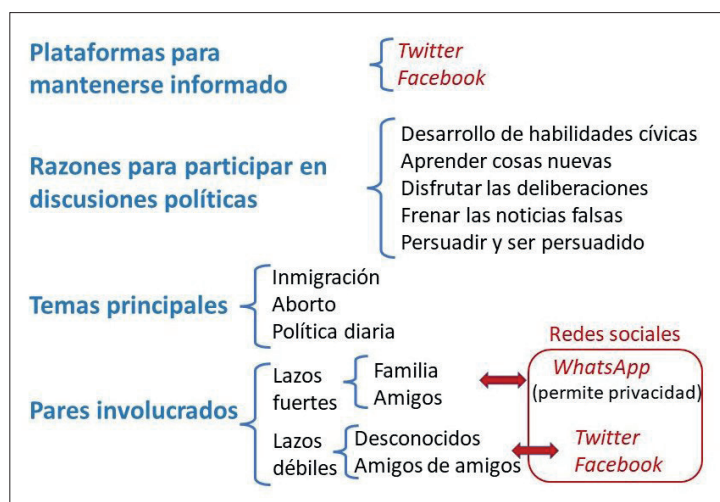 Plataformas para
mantenerse informado
Twitter
Facebook
Razones para participar en
discusiones políticas
Desarrollo de habilidades cívicas
Aprender cosas nuevas
Disfrutar las deliberaciones
Frenar las noticias falsas
Persuadir y ser persuadido
Temas principales
Inmigración
Aborto
Política diaria
Redes sociales
Pares involucrados
Lazos
fuertes
Familia
Amigos
WhatsApp
(permite privacidad)
Lazos
débiles
Desconocidos
Amigos de amigos
Twitter
Facebook